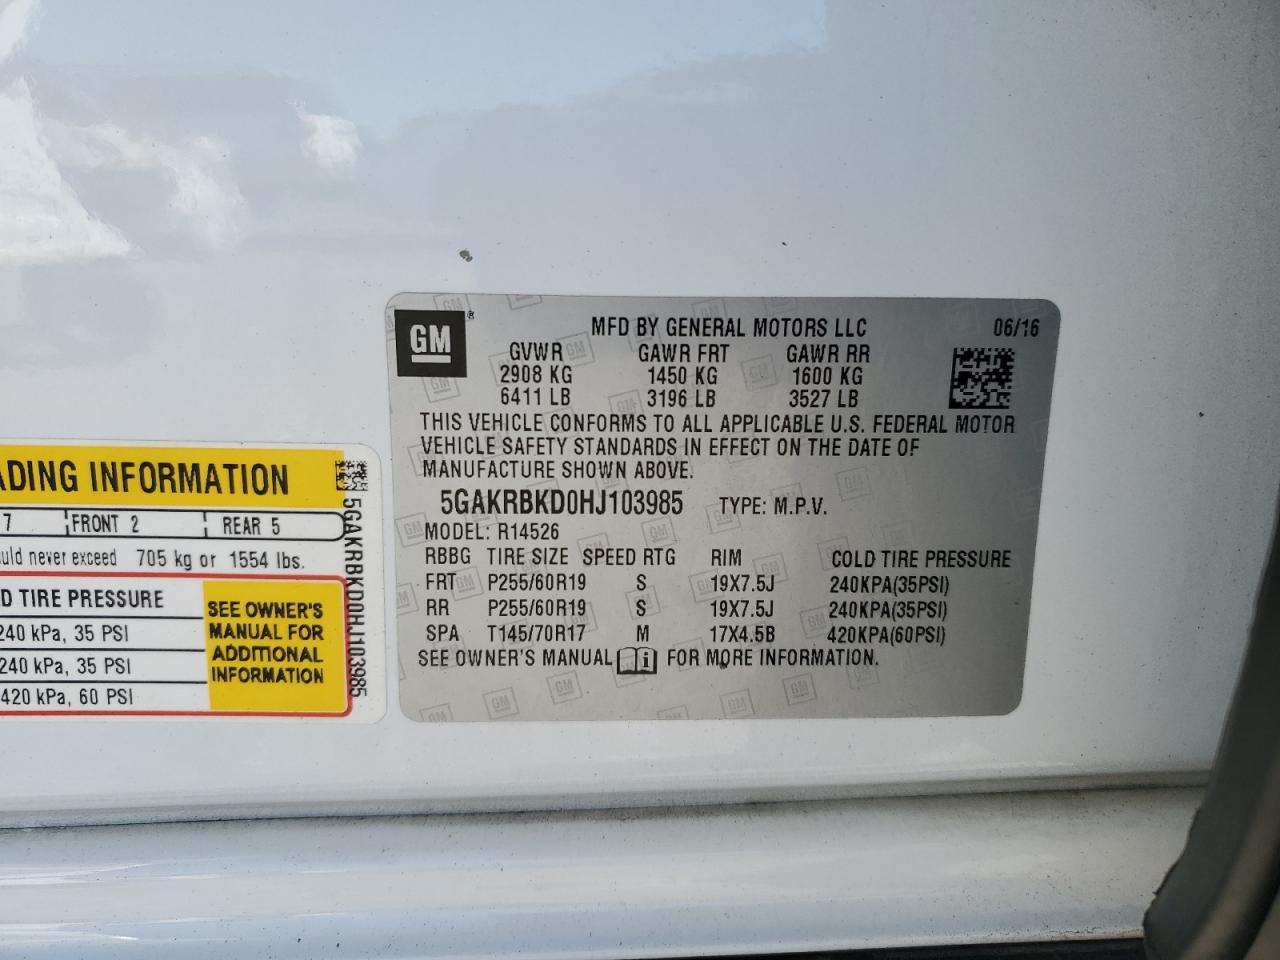 GM
®
MFD BY GENERAL MOTORS LLC 06/16
GVWR GAWR FRT GAWR RR
2908 KG 1450 KG 1600 KG
6411 LB 3196 LB 3527 LB
THIS VEHICLE CONFORMS TO ALL APPLICABLE U.S. FEDERAL MOTOR
VEHICLE SAFETY STANDARDS IN EFFECT ON THE DATE OF
MANUFACTURE SHOWN ABOVE.
5GAKRBKD0HJ103985 TYPE: M.P.V.
MODEL: R14526
RBBG TIRE SIZE SPEED RTG RIM COLD TIRE PRESSURE
FRT P255/60R19 S 19X7.5J 240KPA(35PSI)
RR P255/60R19 S 19X7.5J 240KPA(35PSI)
SPA T145/70R17 M 17X4.5B 420KPA(60PSI)
SEE OWNER'S MANUAL i FOR MORE INFORMATION.
ADING INFORMATION
7 FRONT 2 REAR 5
uld never exceed 705 kg or 1554 lbs.
D TIRE PRESSURE
240 kPa, 35 PSI
240 kPa, 35 PSI
420 kPa, 60 PSI
SEE OWNER'S
MANUAL FOR
ADDITIONAL
INFORMATION
5GAKRBKD0HJ103985